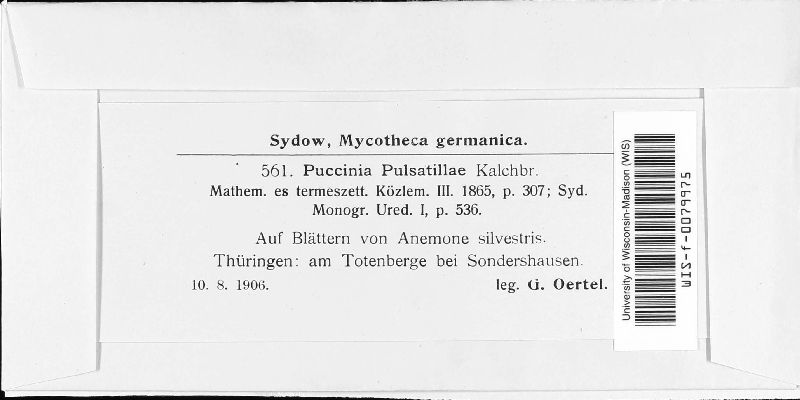 Sydow, Mycotheca germanica.
561. Puccinia Pulsatillae Kalchbr.
Mathem. es termeszett. Közlem. III. 1865, p. 307; Syd.
Monogr. Ured. I, p. 536.
Auf Blättern von Anemone silvestris.
Thüringen: am Totenberge bei Sondershausen.
10. 8. 1906. leg. G. Oertel.
University of Wisconsin-Madison (WIS)
WIS-f-0079975